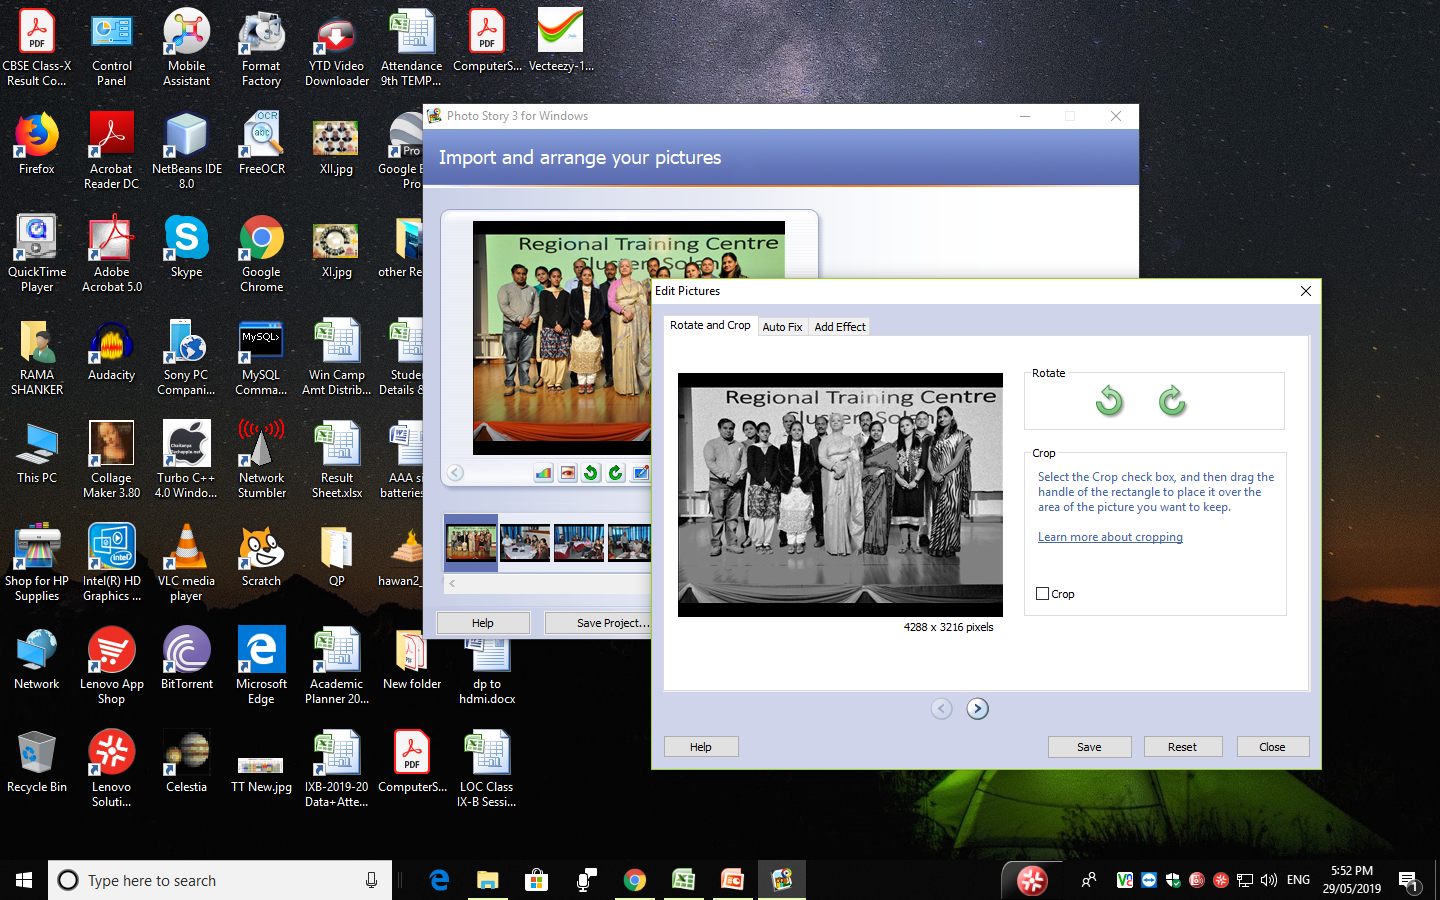 CBSE Class-X
Result Co...
Control
Panel
Mobile
Assistant
Format
Factory
YTD Video
Downloader
Attendance
9th TEMP...
ComputerS...
Vecteezy-1...
Firefox
Acrobat
Reader DC
NetBeans IDE
8.0
FreeOCR
XII.jpg
Google E
Pro
QuickTime
Player
Adobe
Acrobat 5.0
Skype
Google
Chrome
XI.jpg
other Re
RAMA
SHANKER
Audacity
Sony PC
Compani...
MySQL
Comma...
Win Camp
Amt Distrib...
Studen
Details &
This PC
Collage
Maker 3.80
Turbo C++
4.0 Windo...
Network
Stumbler
Result
Sheet.xlsx
AAA si
batteries
Shop for HP
Supplies
Intel(R) HD
Graphics ...
VLC media
player
Scratch
QP
hawan2_
Network
Lenovo App
Shop
BitTorrent
Microsoft
Edge
Academic
Planner 20...
New folder
dp to
hdmi.docx
Recycle Bin
Lenovo
Soluti...
Celestia
TT New.jpg
IXB-2019-20
Data+Atte...
ComputerS...
LOC Class
IX-B Sessi...
Photo Story 3 for Windows
Import and arrange your pictures
Regional Training Centre
Cluster Solan
Help
Save Project...
Edit Pictures
Rotate and Crop
Auto Fix
Add Effect
Regional Training Centre
Cluster Solan
4288 x 3216 pixels
Rotate
Crop
Select the Crop check box, and then drag the
handle of the rectangle to place it over the
area of the picture you want to keep.
Learn more about cropping
Crop
Help
Save
Reset
Close
Type here to search
ENG
5:52 PM
29/05/2019
1